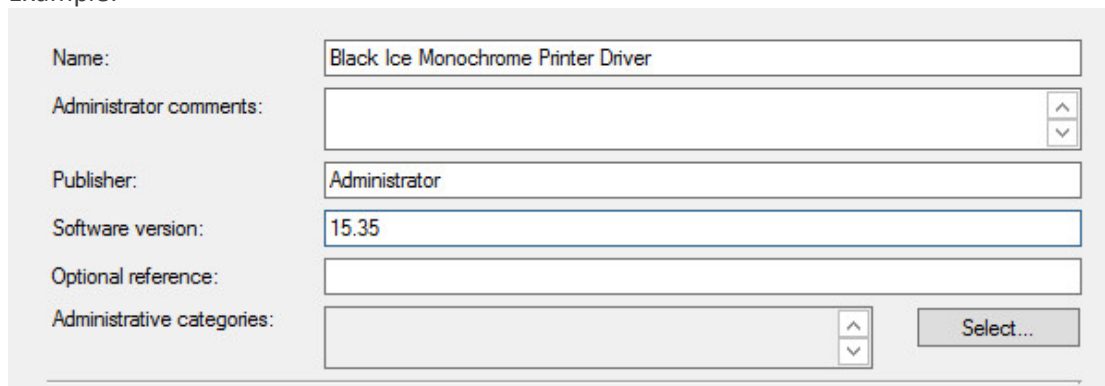 Example:
Name: Black Ice Monochrome Printer Driver
Administrator comments:
Publisher: Administrator
Software version: 15.35
Optional reference:
Administrative categories: Select...